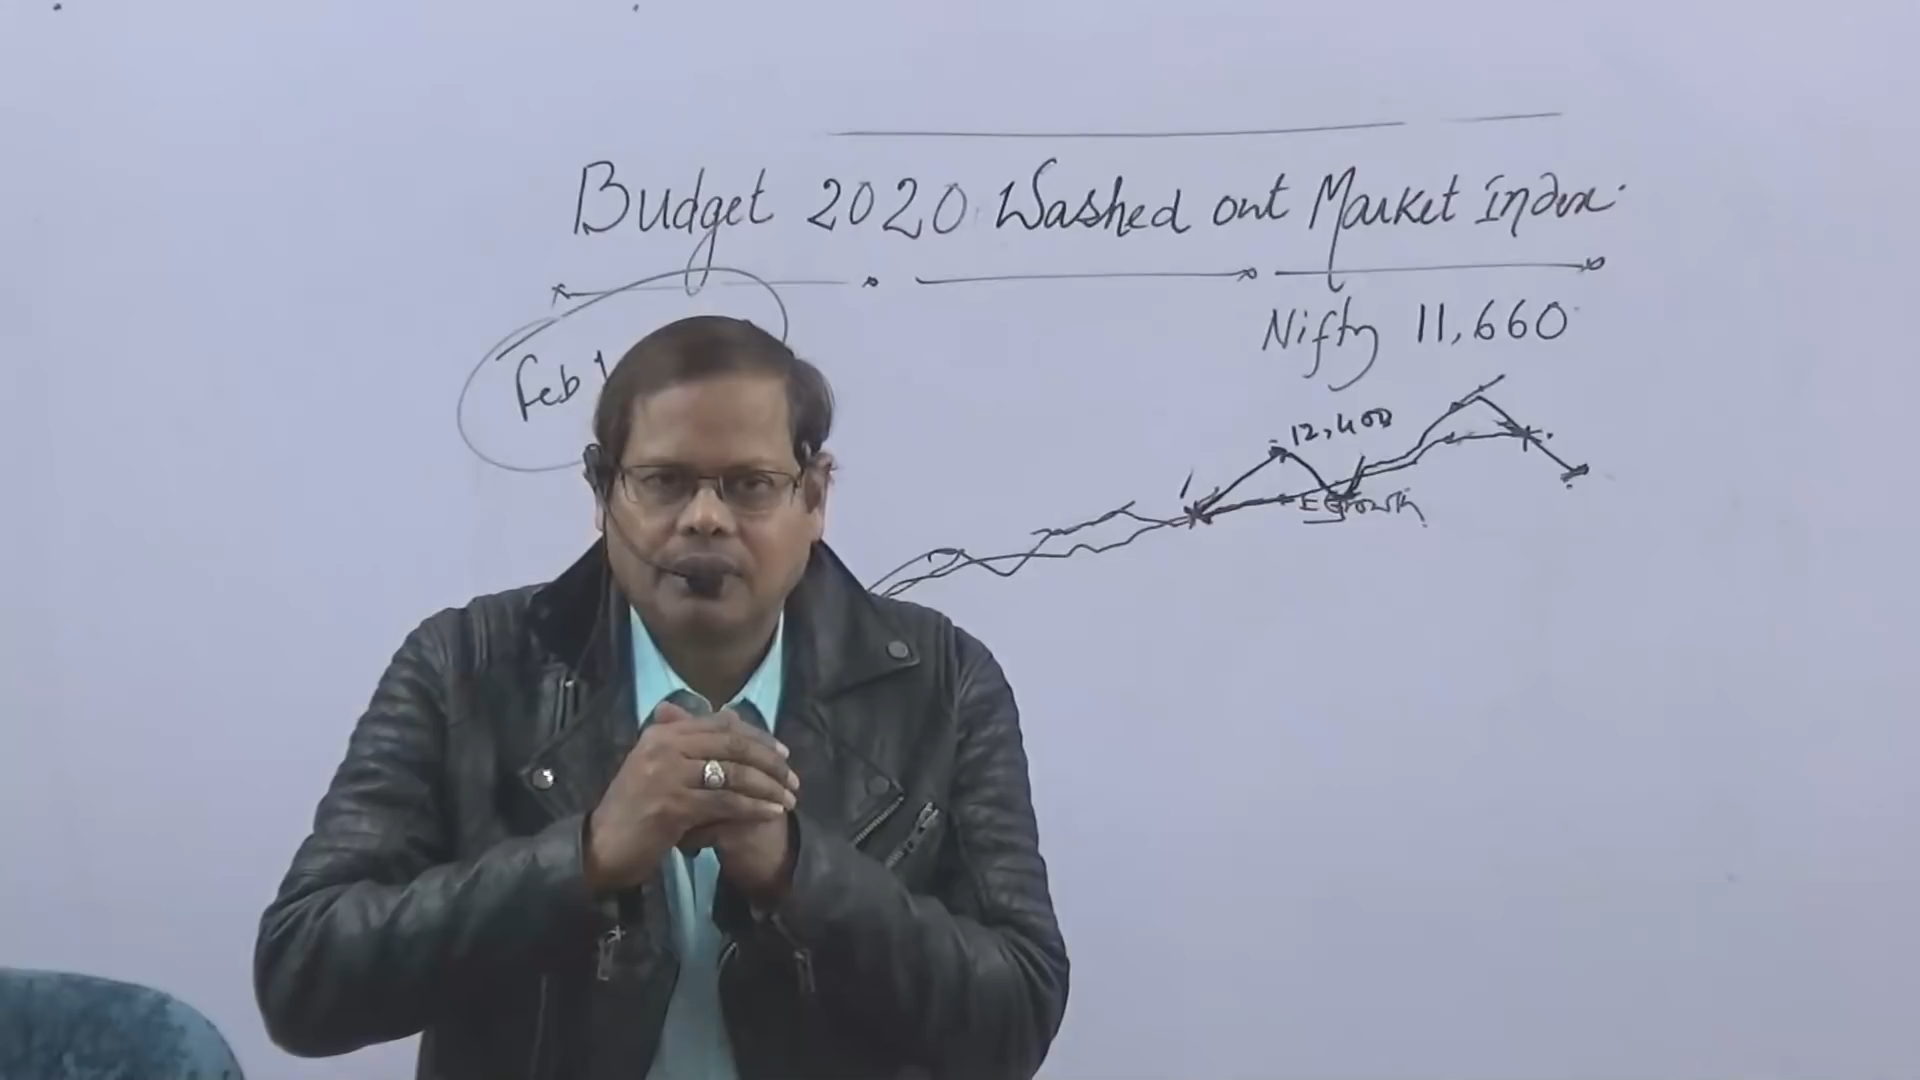 Budget 2020 Washed out Market Index.
Nifty 11,660
Feb 1
12,400
E Growth